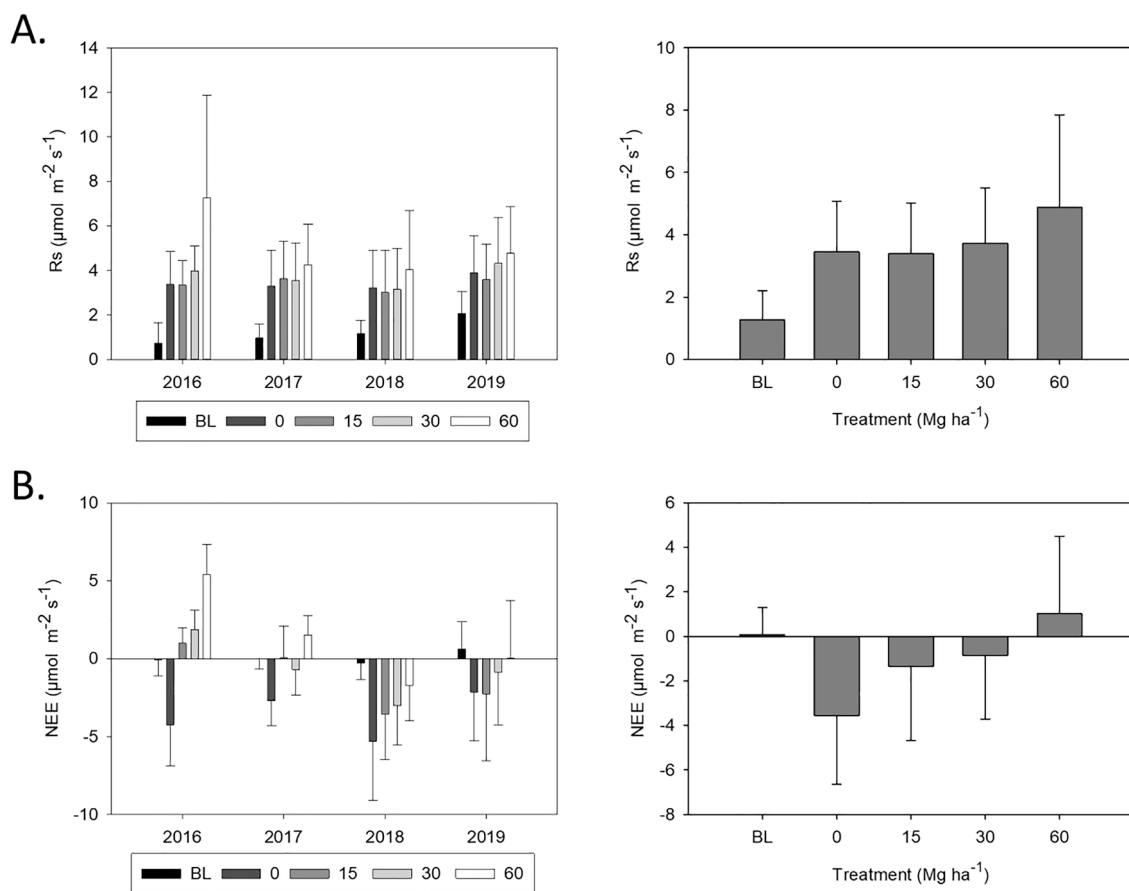 A.
14
12
10
8
6
4
2
0
Rs (µmol m⁻² s⁻¹)
2016 2017 2018 2019
BL 0 15 30 60
10
8
6
4
2
0
Rs (µmol m⁻² s⁻¹)
BL 0 15 30 60
Treatment (Mg ha⁻¹)
B.
10
5
0
-5
-10
NEE (µmol m⁻² s⁻¹)
2016 2017 2018 2019
BL 0 15 30 60
6
4
2
0
-2
-4
-6
-8
NEE (µmol m⁻² s⁻¹)
BL 0 15 30 60
Treatment (Mg ha⁻¹)